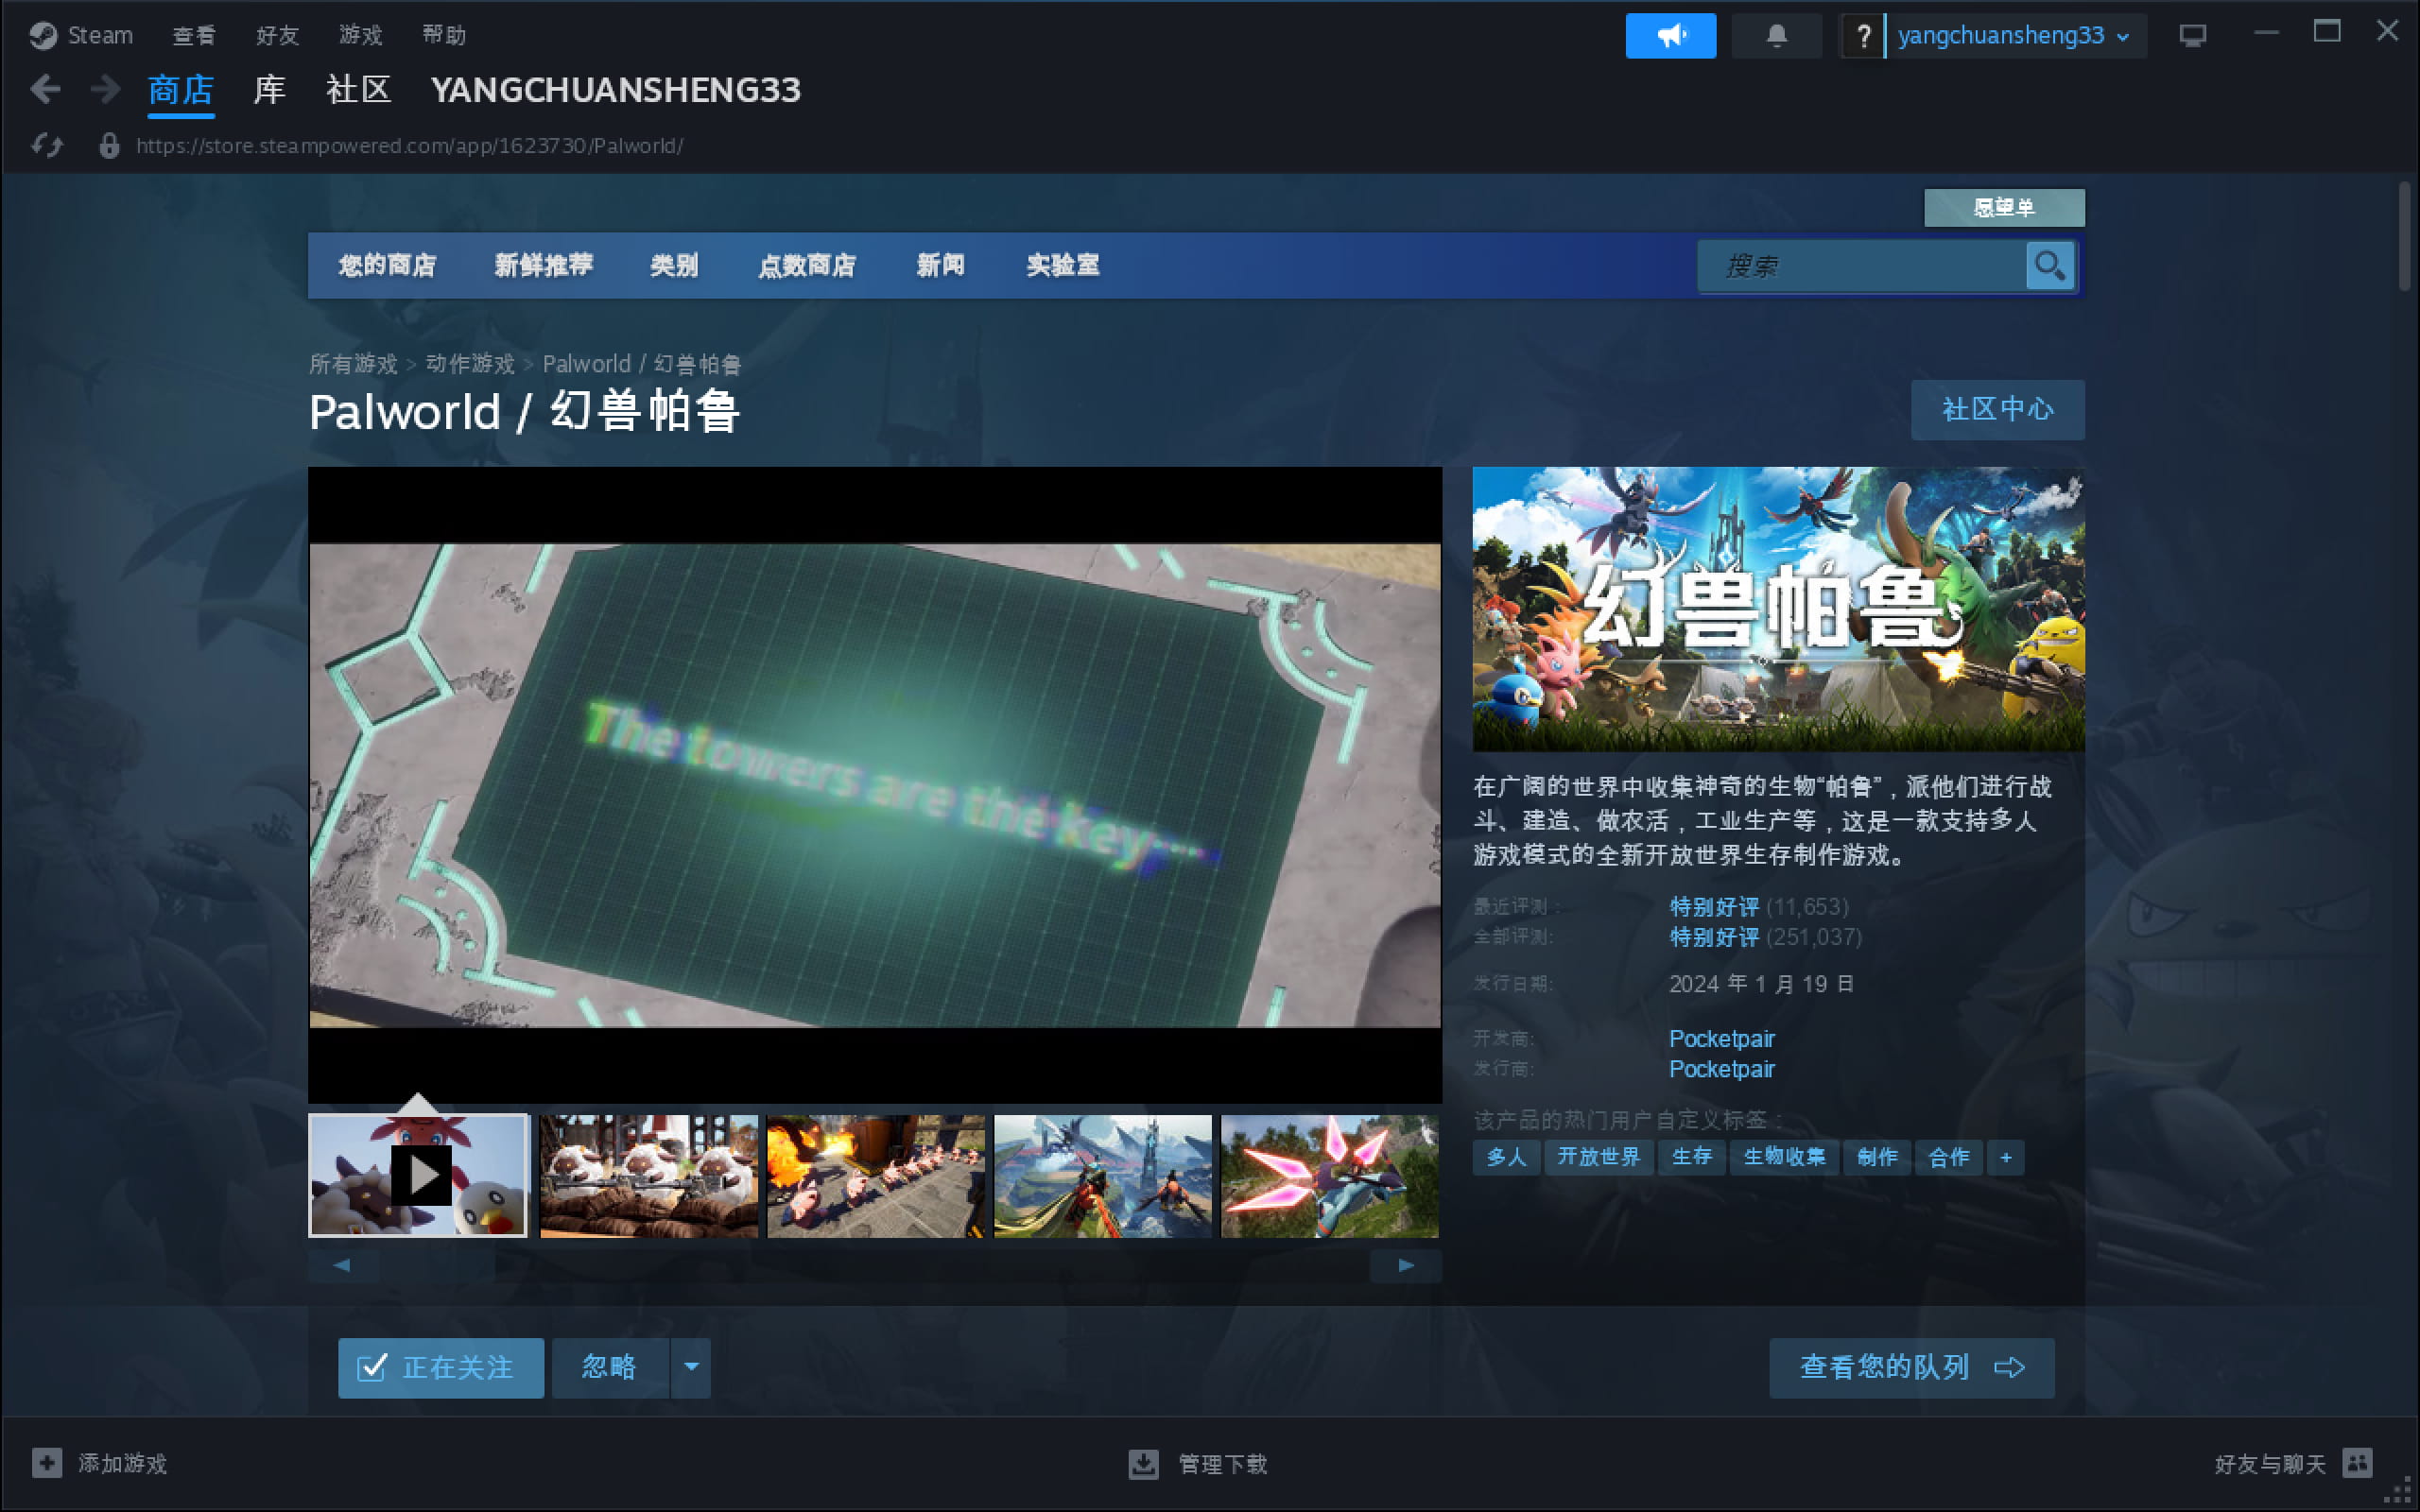 Steam 查看 好友 游戏 帮助 ? yangchuansheng33
商店 库 社区 YANGCHUANSHENG33
https://store.steampowered.com/app/1623730/Palworld/
愿望单
您的商店 新鲜推荐 类别 点数商店 新闻 实验室 搜索
所有游戏 > 动作游戏 > Palworld / 幻兽帕鲁
Palworld / 幻兽帕鲁
社区中心
The towers are the key....
幻兽帕鲁
在广阔的世界中收集神奇的生物“帕鲁”，派他们进行战
斗、建造、做农活，工业生产等，这是一款支持多人
游戏模式的全新开放世界生存制作游戏。
最近评测： 特别好评 (11,653)
全部评测: 特别好评 (251,037)
发行日期: 2024 年 1 月 19 日
开发商: Pocketpair
发行商: Pocketpair
该产品的热门用户自定义标签：
多人 开放世界 生存 生物收集 制作 合作 +
正在关注 忽略 查看您的队列
添加游戏 管理下载 好友与聊天